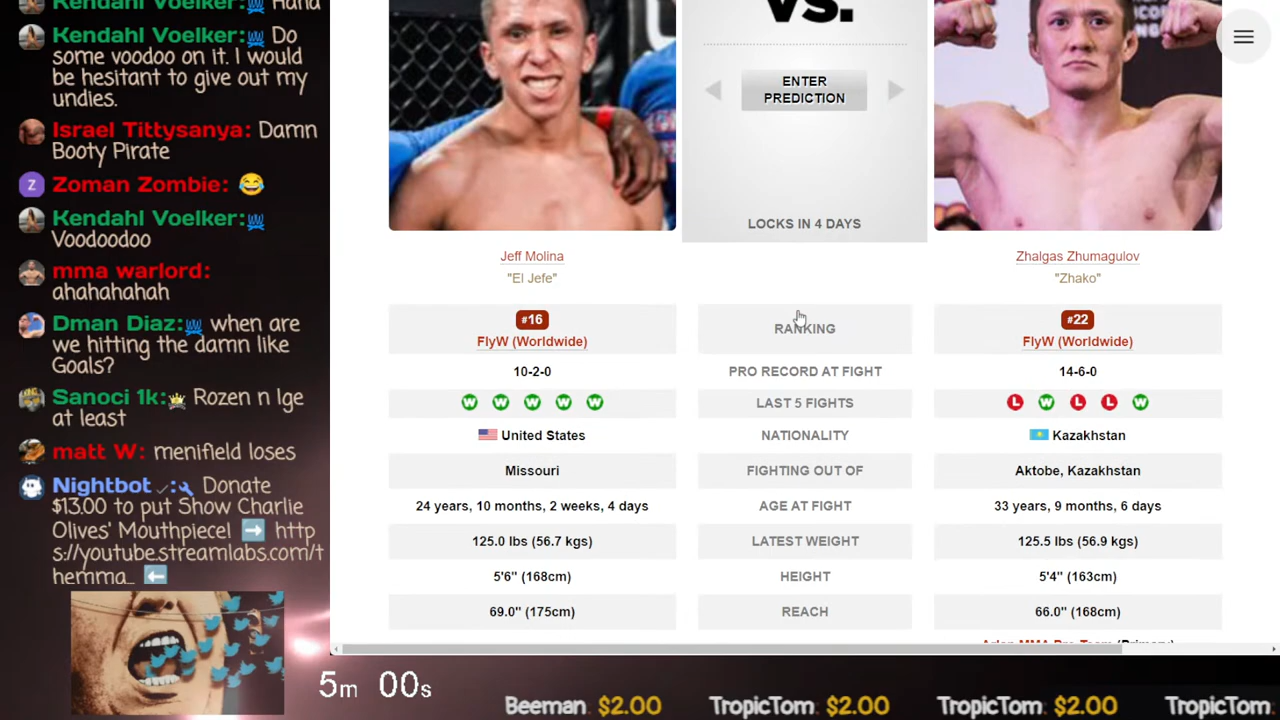 Kendahl Voelker: Haha
Kendahl Voelker: Do
some voodoo on it. I would
be hesitant to give out my
undies.
Israel Tittysanya: Damn
Booty Pirate
Z Zoman Zombie: 😂
Kendahl Voelker:
Voodoodoo
mma warlord:
ahahahahah
Dman Diaz: when are
we hitting the damn like
Goals?
Sanoci 1k: Rozen n Ige
at least
matt W: menifield loses
Nightbot ✓: Donate
$13.00 to put Show Charlie
Olives' Mouthpiece! ➡️ http
s://youtube.streamlabs.com/t
hemma_ ⬅️
VS.
ENTER
PREDICTION
LOCKS IN 4 DAYS
Jeff Molina
"El Jefe"
Zhalgas Zhumagulov
"Zhako"
#16 #22
FlyW (Worldwide) RANKING FlyW (Worldwide)
10-2-0 PRO RECORD AT FIGHT 14-6-0
W W W W W LAST 5 FIGHTS L W L L W
United States NATIONALITY Kazakhstan
Missouri FIGHTING OUT OF Aktobe, Kazakhstan
24 years, 10 months, 2 weeks, 4 days AGE AT FIGHT 33 years, 9 months, 6 days
125.0 lbs (56.7 kgs) LATEST WEIGHT 125.5 lbs (56.9 kgs)
5'6" (168cm) HEIGHT 5'4" (163cm)
69.0" (175cm) REACH 66.0" (168cm)
5m 00s
Beeman: $2.00 TropicTom: $2.00 TropicTom: $2.00 TropicTom: